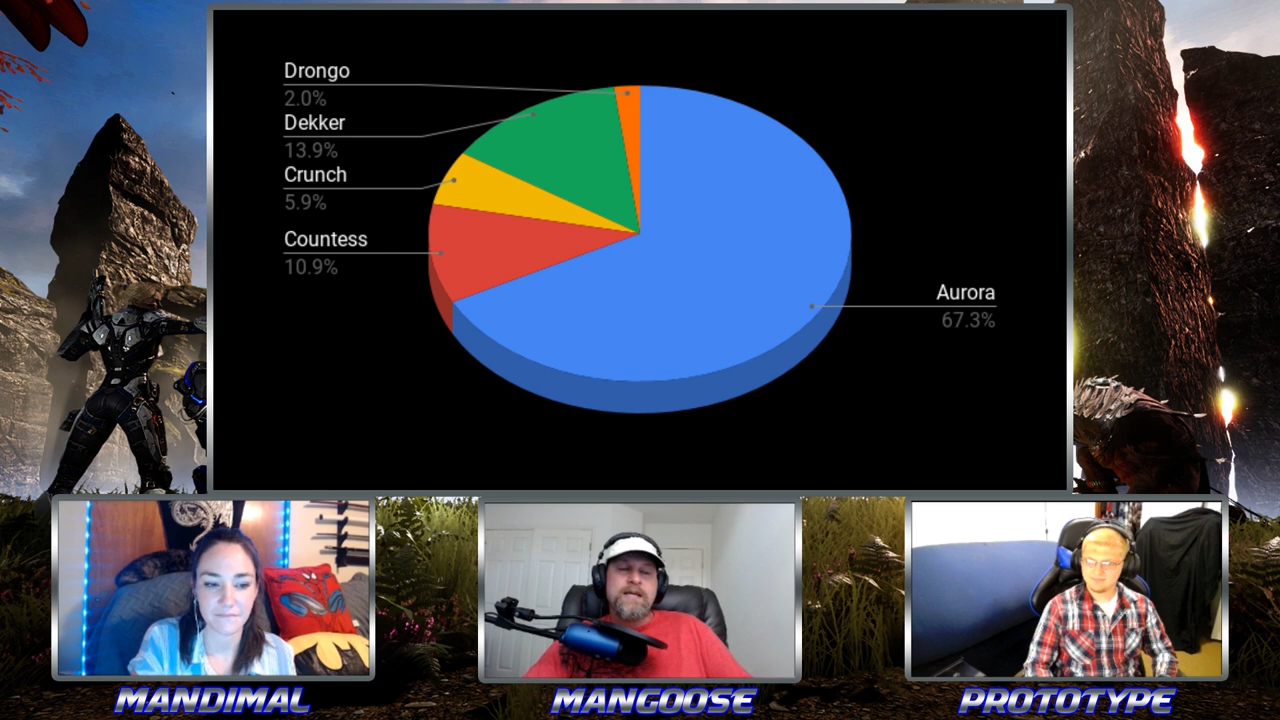 Drongo
2.0%
Dekker
13.9%
Crunch
5.9%
Countess
10.9%
Aurora
67.3%
MANDIMAL
MANGOOSE
PROTOTYPE